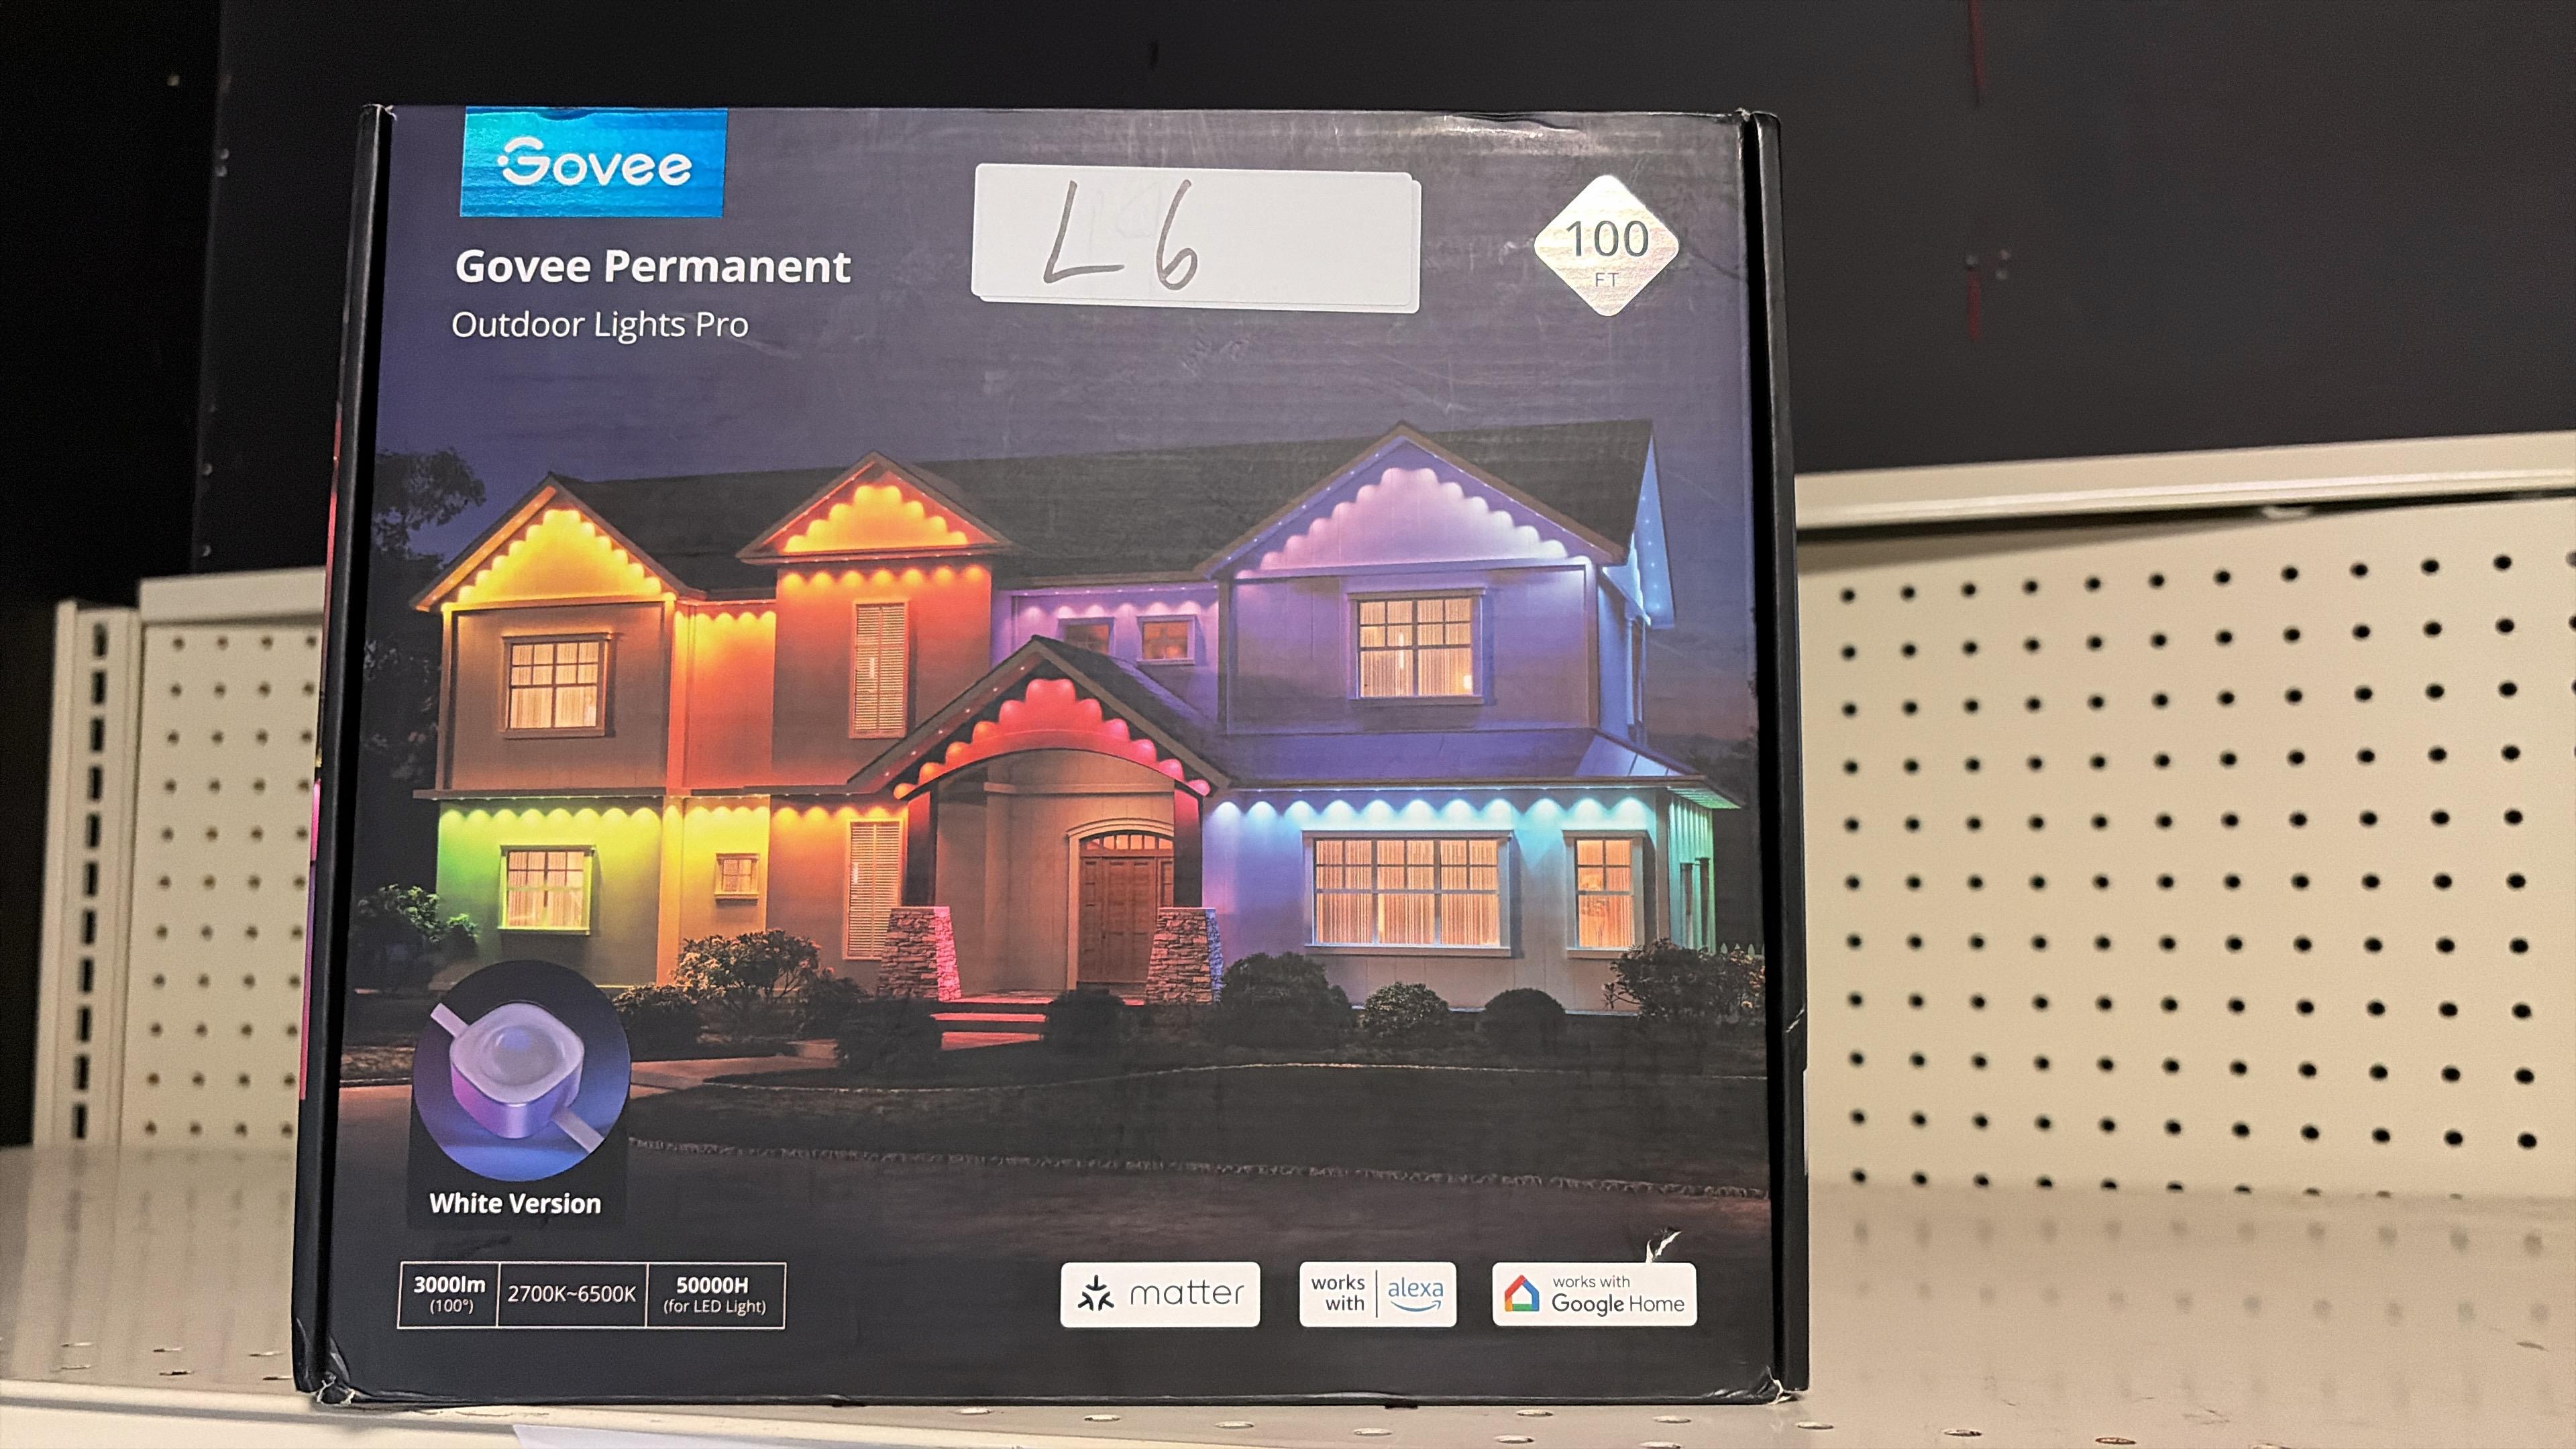 Govee
Govee Permanent
Outdoor Lights Pro
L6
100
FT
White Version
3000lm
(100°)
2700K~6500K
50000H
(for LED Light)
matter
works
with
alexa
works with
Google Home